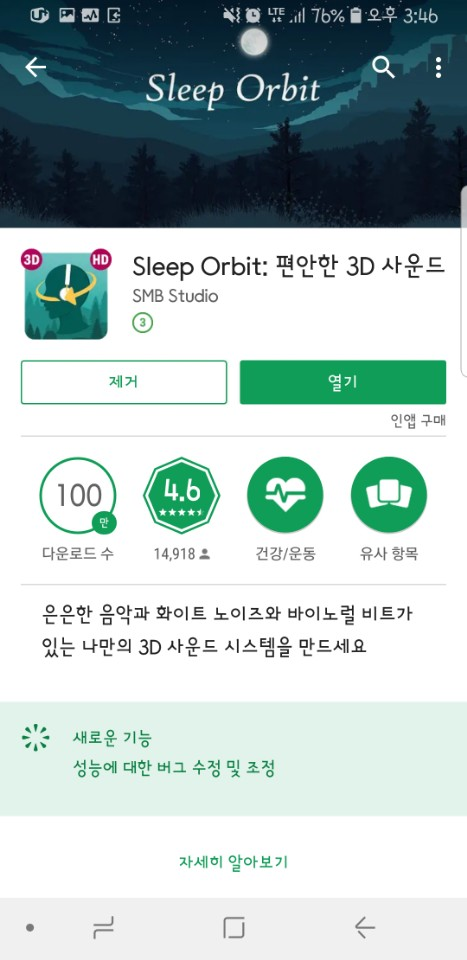 LTE 76% 오후 3:46
Sleep Orbit
3D HD
Sleep Orbit: 편안한 3D 사운드
SMB Studio
3
제거
열기
인앱 구매
100
만
4.6
다운로드 수
14,918
건강/운동
유사 항목
은은한 음악과 화이트 노이즈와 바이노럴 비트가
있는 나만의 3D 사운드 시스템을 만드세요
새로운 기능
성능에 대한 버그 수정 및 조정
자세히 알아보기